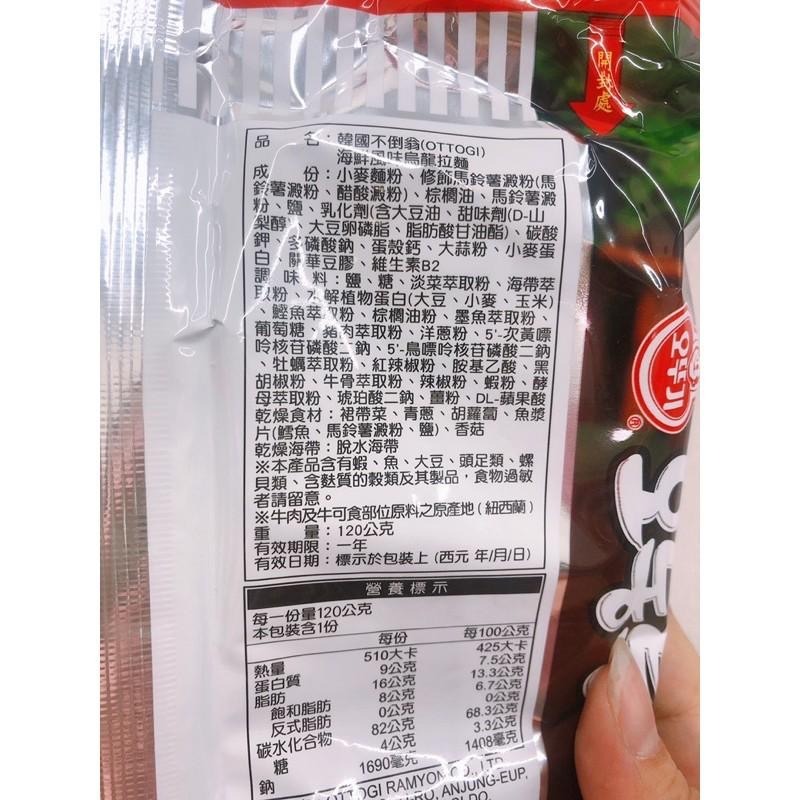 開封處
品 名：韓國不倒翁(OTTOGI)
海鮮風味烏龍拉麵
成 份：小麥麵粉、修飾馬鈴薯澱粉(馬
鈴薯澱粉、醋酸澱粉)、棕櫚油、馬鈴薯澱
粉、鹽、乳化劑(含大豆油、甜味劑(D-山
梨醇)、大豆卵磷脂、脂肪酸甘油酯)、碳酸
鉀、多磷酸鈉、蛋殼鈣、大蒜粉、小麥蛋
白、關華豆膠、維生素B2
調 味 料：鹽、糖、淡菜萃取粉、海帶萃
取粉、水解植物蛋白(大豆、小麥、玉米)
、鰹魚萃取粉、棕櫚油粉、墨魚萃取粉、
葡萄糖、豬肉萃取粉、洋蔥粉、5'-次黃嘌
呤核苷磷酸二鈉、5'-鳥嘌呤核苷磷酸二鈉
、牡蠣萃取粉、紅辣椒粉、胺基乙酸、黑
胡椒粉、牛骨萃取粉、辣椒粉、蝦粉、酵
母萃取粉、琥珀酸二鈉、薑粉、DL-蘋果酸
乾燥食材：裙帶菜、青蔥、胡蘿蔔、魚漿
片(鱈魚、馬鈴薯澱粉、鹽)、香菇
乾燥海帶：脫水海帶
※本產品含有蝦、魚、大豆、頭足類、螺
貝類、含麩質的穀類及其製品，食物過敏
者請留意。
※牛肉及牛可食部位原料之原產地(紐西蘭)
重 量：120公克
有效期限：一年
有效日期：標示於包裝上(西元 年/月/日)
營養標示
每一份量120公克
本包裝含1份
每份 每100公克
熱量 510大卡 425大卡
蛋白質 9公克 7.5公克
脂肪 16公克 13.3公克
飽和脂肪 8公克 6.7公克
反式脂肪 0公克 0公克
碳水化合物 82公克 68.3公克
糖 4公克 3.3公克
鈉 1690毫克 1408毫克
OTTOGI RAMYON CO., LTD
ANJUNG-EUP,
오뚜기